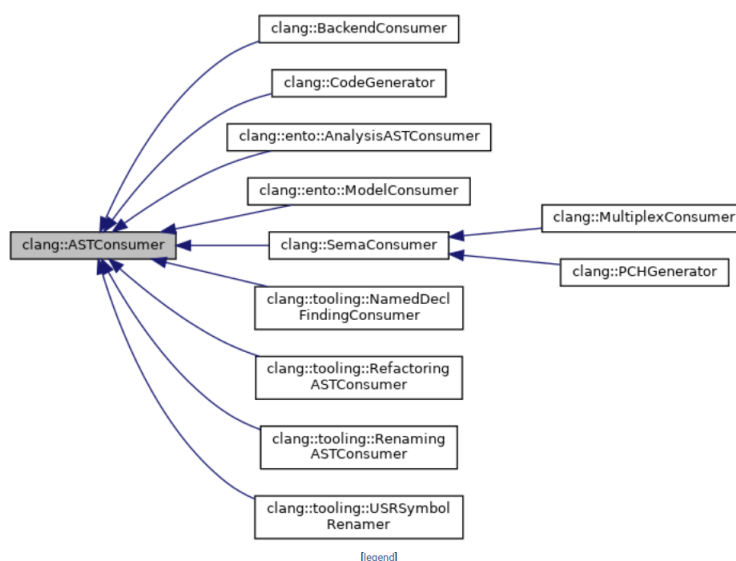 clang::BackendConsumer
clang::CodeGenerator
clang::ento::AnalysisASTConsumer
clang::ento::ModelConsumer
clang::MultiplexConsumer
clang::ASTConsumer
clang::SemaConsumer
clang::PCHGenerator
clang::tooling::NamedDecl
FindingConsumer
clang::tooling::Refactoring
ASTConsumer
clang::tooling::Renaming
ASTConsumer
clang::tooling::USRSymbol
Renamer
[legend]